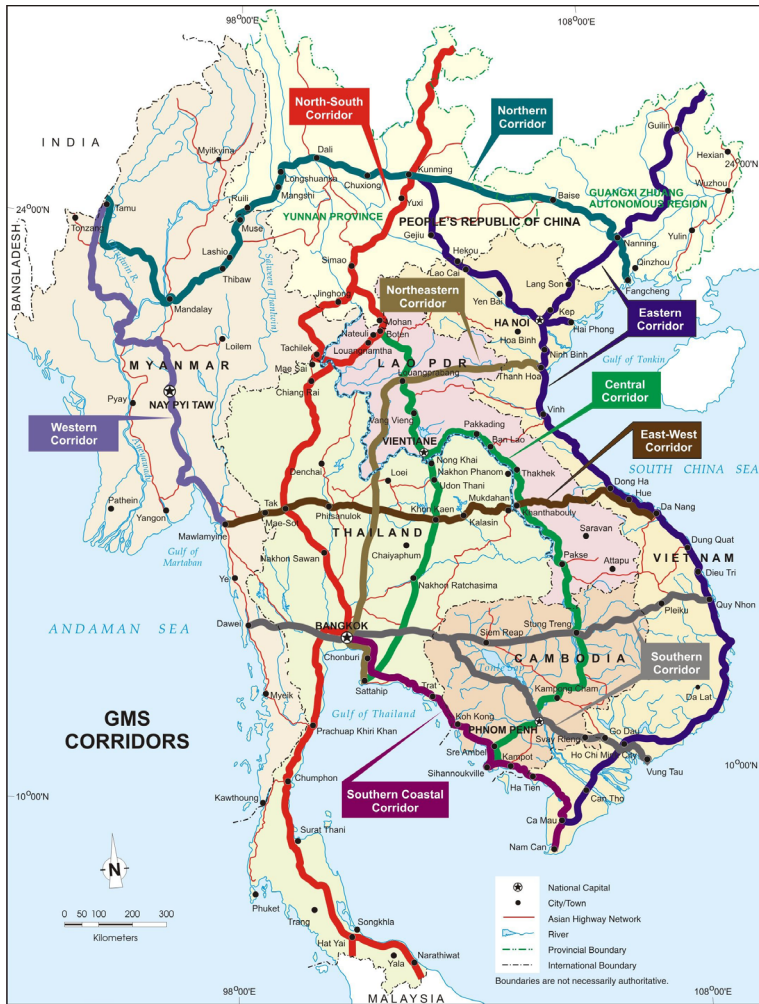 98°00'E
108°00'E
North-South
Corridor
Northern
Corridor
INDIA
Myitkyina
Dali
Guilin
Hexian
24°00'N
Longshuanka
Kunming
Mangshi
Chuxiong
Baise
GUANGXI ZHUANG
AUTONOMOUS REGION
Wuzhou
Tamu
Ruili
Yuxi
24°00'N
Tonzang
Muse
YUNNAN PROVINCE
PEOPLE'S REPUBLIC OF CHINA
Gejiu
Nanning
Yulin
BANGLADESH
Lashio
Hekou
Simao
Lao Cai
Qinzhou
Thibaw
Salween (Thanlwin)
Northeastern
Corridor
Lang Son
Fangcheng
Mandalay
Jinghong
Yen Bai
Kep
Eastern
Corridor
Mohan
HA NOI
Hai Phong
Nateuli
Boten
Hoa Binh
Loilem
Tachilek
Louangnamtha
Ninh Binh
MYANMAR
Mae Sai
LAO PDR
Gulf of Tonkin
Louangprabang
Thanh Hoa
Chiang Rai
NAY PYI TAW
Central
Corridor
Pyay
Vang Vieng
Vinh
Western
Corridor
Pakkading
VIENTIANE
Ban Lao
East-West
Corridor
Nong Khai
Denchai
Loei
Nakhon Phanom
Thakhek
SOUTH CHINA SEA
Udon Thani
Pathein
Mukdahan
Dong Ha
Yangon
Tak
Phitsanulok
Khon Kaen
Hue
Mawlamyine
Mae-Sot
Kalasin
Khanthabouly
Da Nang
THAILAND
Saravan
Gulf of
Martaban
Nakhon Sawan
Chaiyaphum
Dung Quat
Pakse
VIET NAM
Attapu
Dieu Tri
Ye
Nakhon Ratchasima
Pleiku
Quy Nhon
ANDAMAN SEA
Dawei
BANGKOK
Stung Treng
Siem Reap
Chonburi
CAMBODIA
Southern
Corridor
Sattahip
Kampong Cham
Myeik
Trat
Da Lat
GMS
CORRIDORS
Gulf of Thailand
Koh Kong
PHNOM PENH
Prachuap Khiri Khan
Svay Rieng
Go Dau
Sre Ambel
Ho Chi Minh City
Kampot
10°00'N
Sihannoukville
Vung Tau
Chumphon
Southern Coastal
Corridor
Ha Tien
10°00'N
Kawthoung
Can Tho
Ca Mau
Surat Thani
Nam Can
N
National Capital
Phuket
City/Town
0 50 100 200 300
Trang
Songkhla
Asian Highway Network
Kilometers
River
Hat Yai
Provincial Boundary
Yala
Narathiwat
International Boundary
Boundaries are not necessarily authoritative.
98°00'E
MALAYSIA
108°00'E